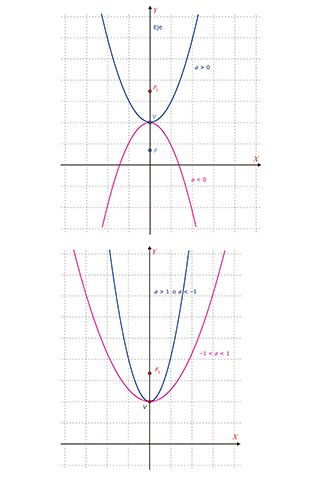 Y
Eje
a > 0
F₁
V
F
X
a < 0
Y
a > 1 o a < −1
−1 < a < 1
F₁
V
X